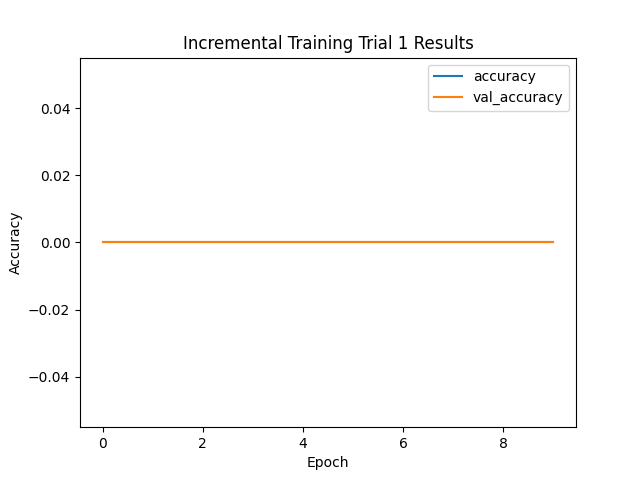 Incremental Training Trial 1 Results
accuracy
val_accuracy
0.04
0.02
0.00
−0.02
−0.04
Accuracy
0 2 4 6 8
Epoch